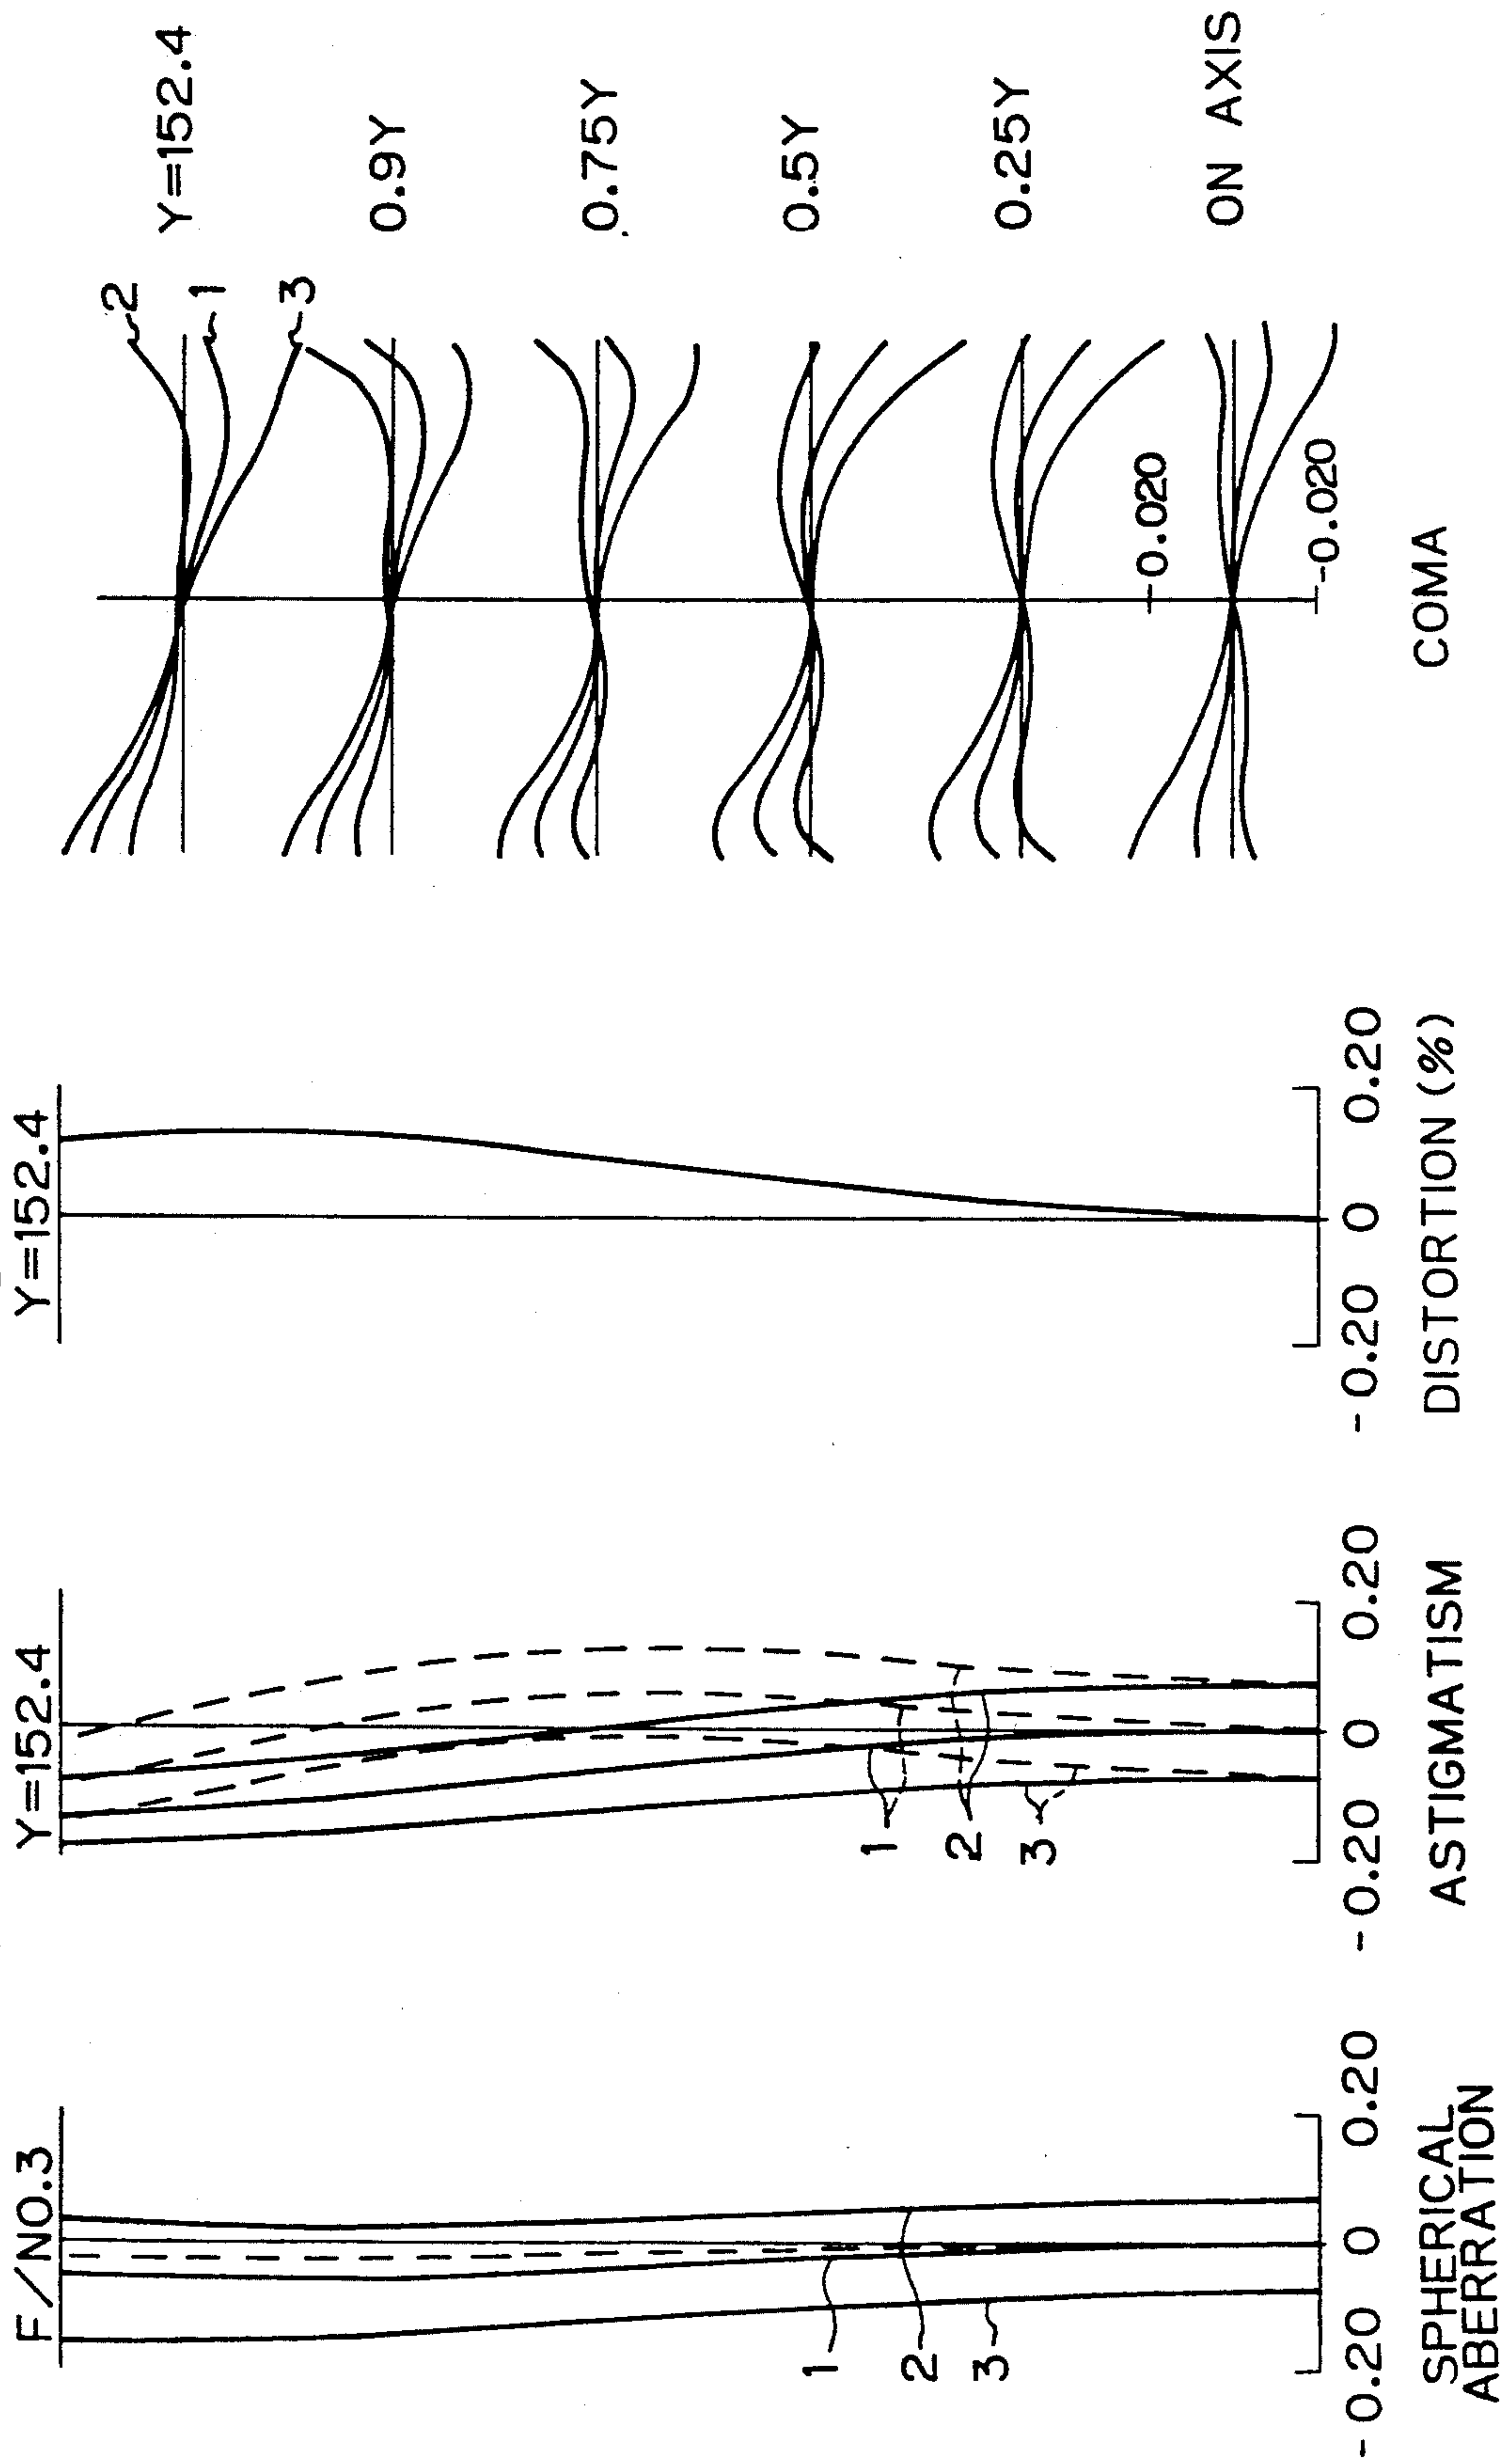 F/NO.3
1
2
3
-0.20 0 0.20
SPHERICAL
ABERRATION
Y=152.4
1
2
3
-0.20 0 0.20
ASTIGMATISM
Y=152.4
-0.20 0 0.20
DISTORTION (%)
2
1
3
Y=152.4
0.9Y
0.75Y
0.5Y
0.25Y
-0.020
ON AXIS
-0.020
COMA